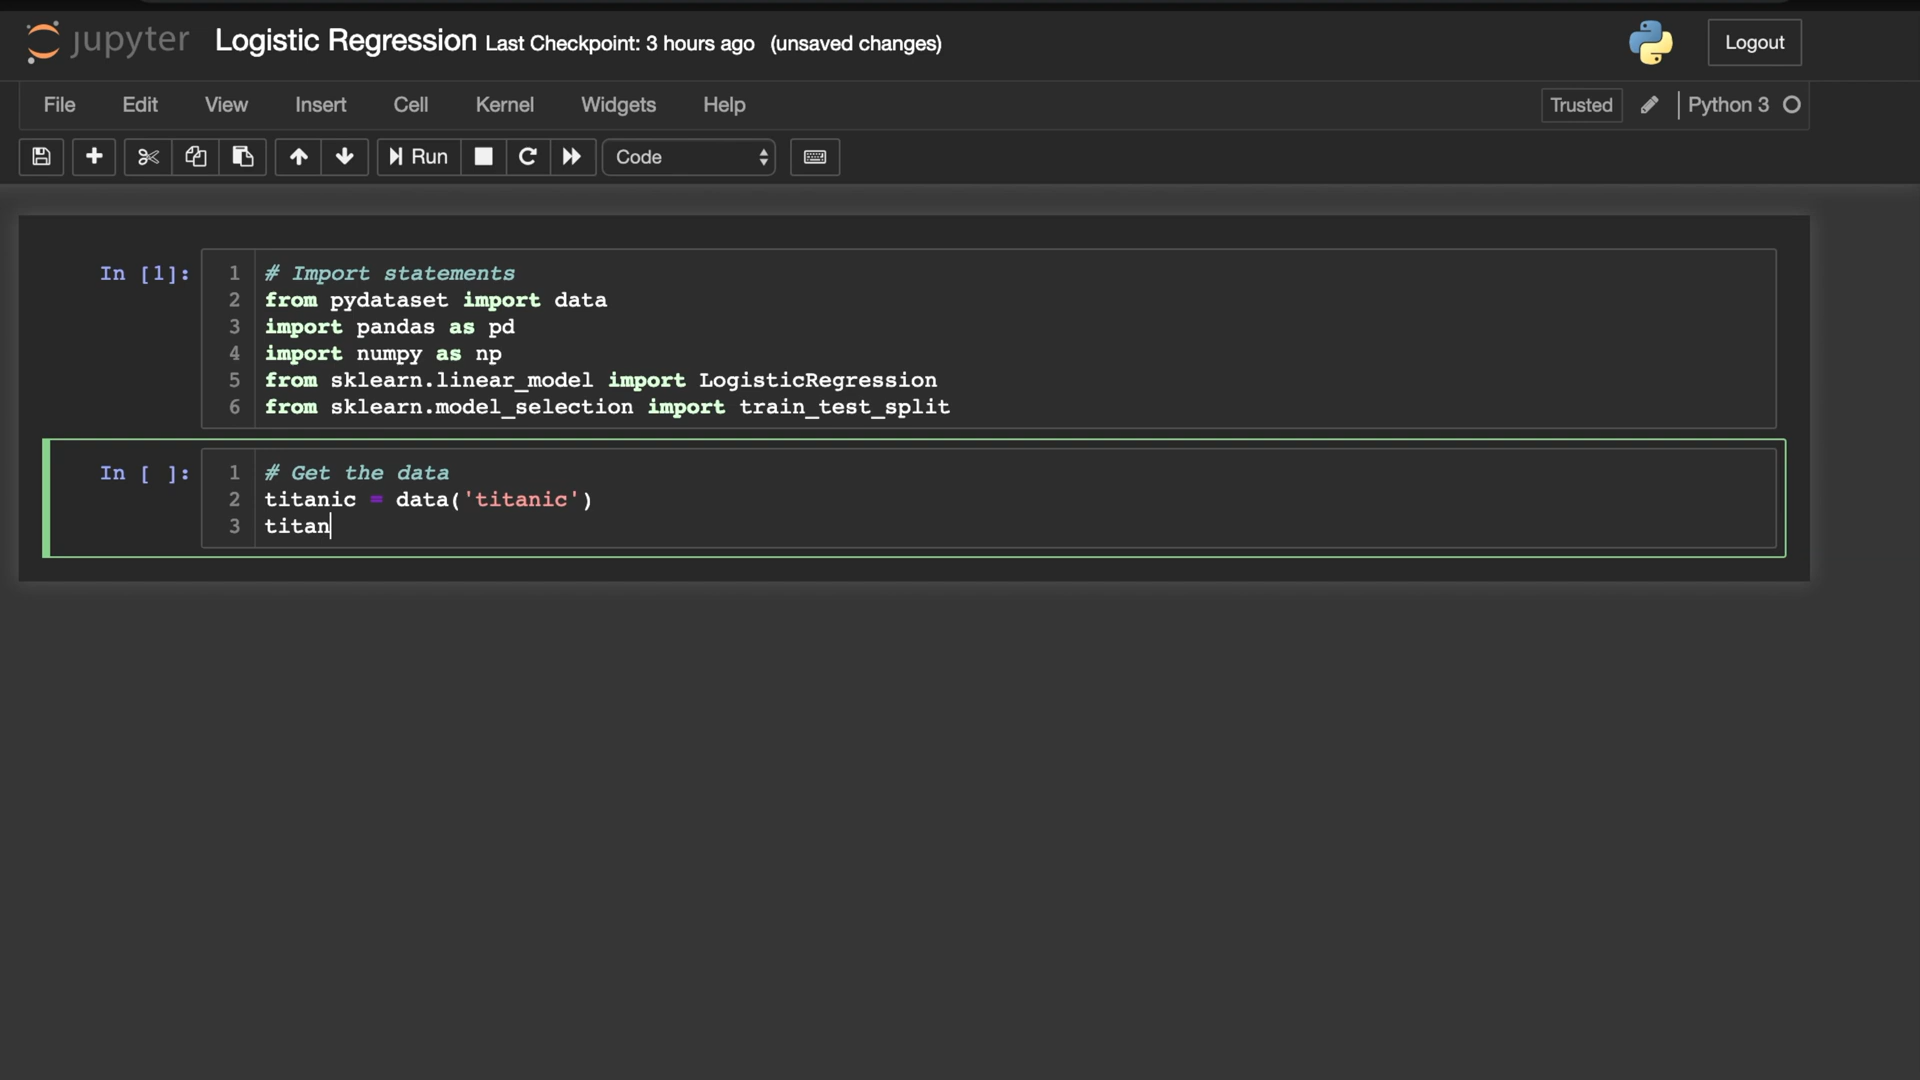 jupyter Logistic Regression Last Checkpoint: 3 hours ago (unsaved changes) Logout
File Edit View Insert Cell Kernel Widgets Help Trusted Python 3
Run Code
In [1]: 1 # Import statements
2 from pydataset import data
3 import pandas as pd
4 import numpy as np
5 from sklearn.linear_model import LogisticRegression
6 from sklearn.model_selection import train_test_split
In [ ]: 1 # Get the data
2 titanic = data('titanic')
3 titan